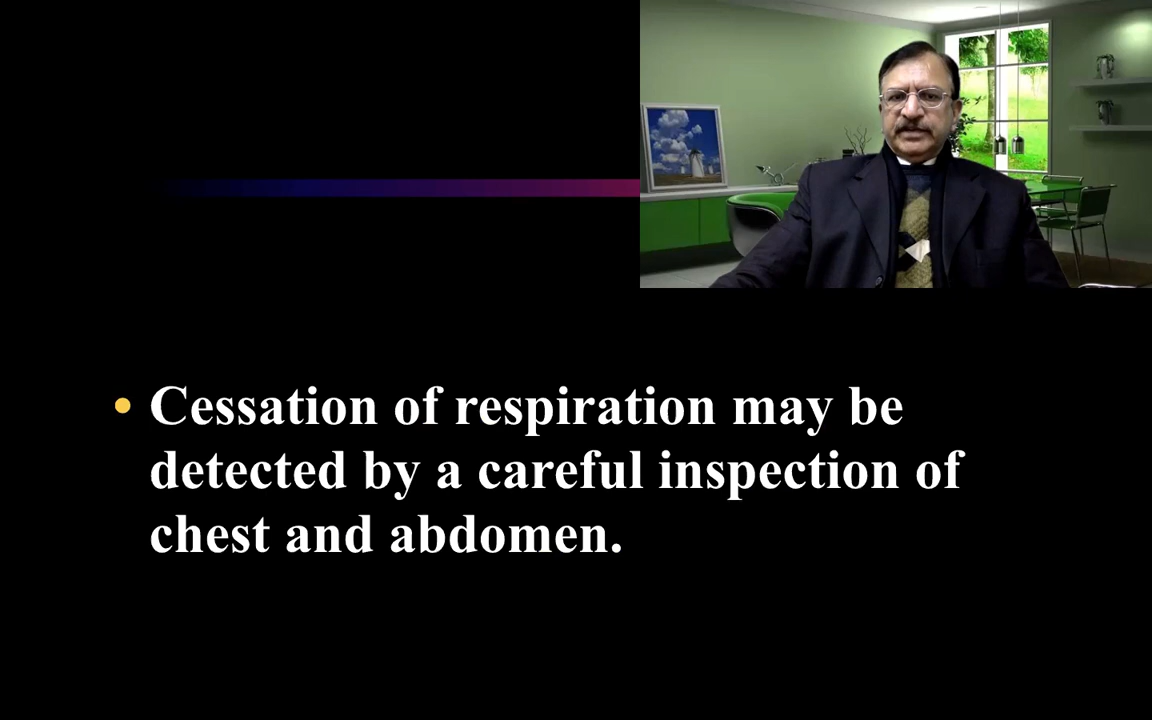 • Cessation of respiration may be
detected by a careful inspection of
chest and abdomen.